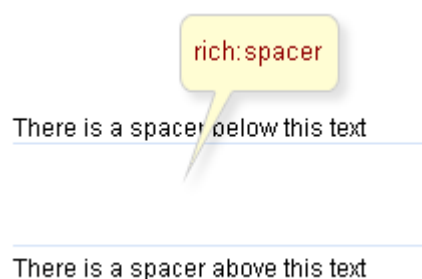 rich:spacer
There is a spacer below this text
There is a spacer above this text